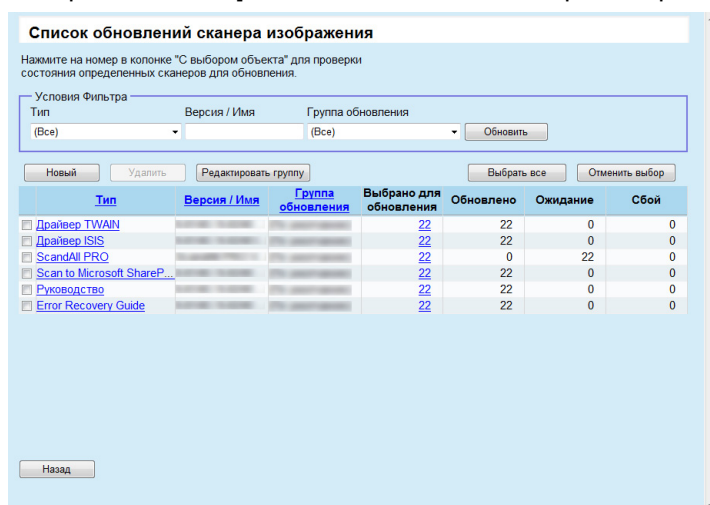 Список обновлений сканера изображения
Нажмите на номер в колонке "С выбором объекта" для проверки
состояния определенных сканеров для обновления.
Условия Фильтра
Тип Версия / Имя Группа обновления
(Все) (Все) Обновить
Новый Удалить Редактировать группу Выбрать все Отменить выбор
Тип Версия / Имя Группа обновления Выбрано для обновления Обновлено Ожидание Сбой
Драйвер TWAIN 22 22 0 0
Драйвер ISIS 22 22 0 0
ScandAll PRO 22 0 22 0
Scan to Microsoft ShareP... 22 22 0 0
Руководство 22 22 0 0
Error Recovery Guide 22 22 0 0
Назад